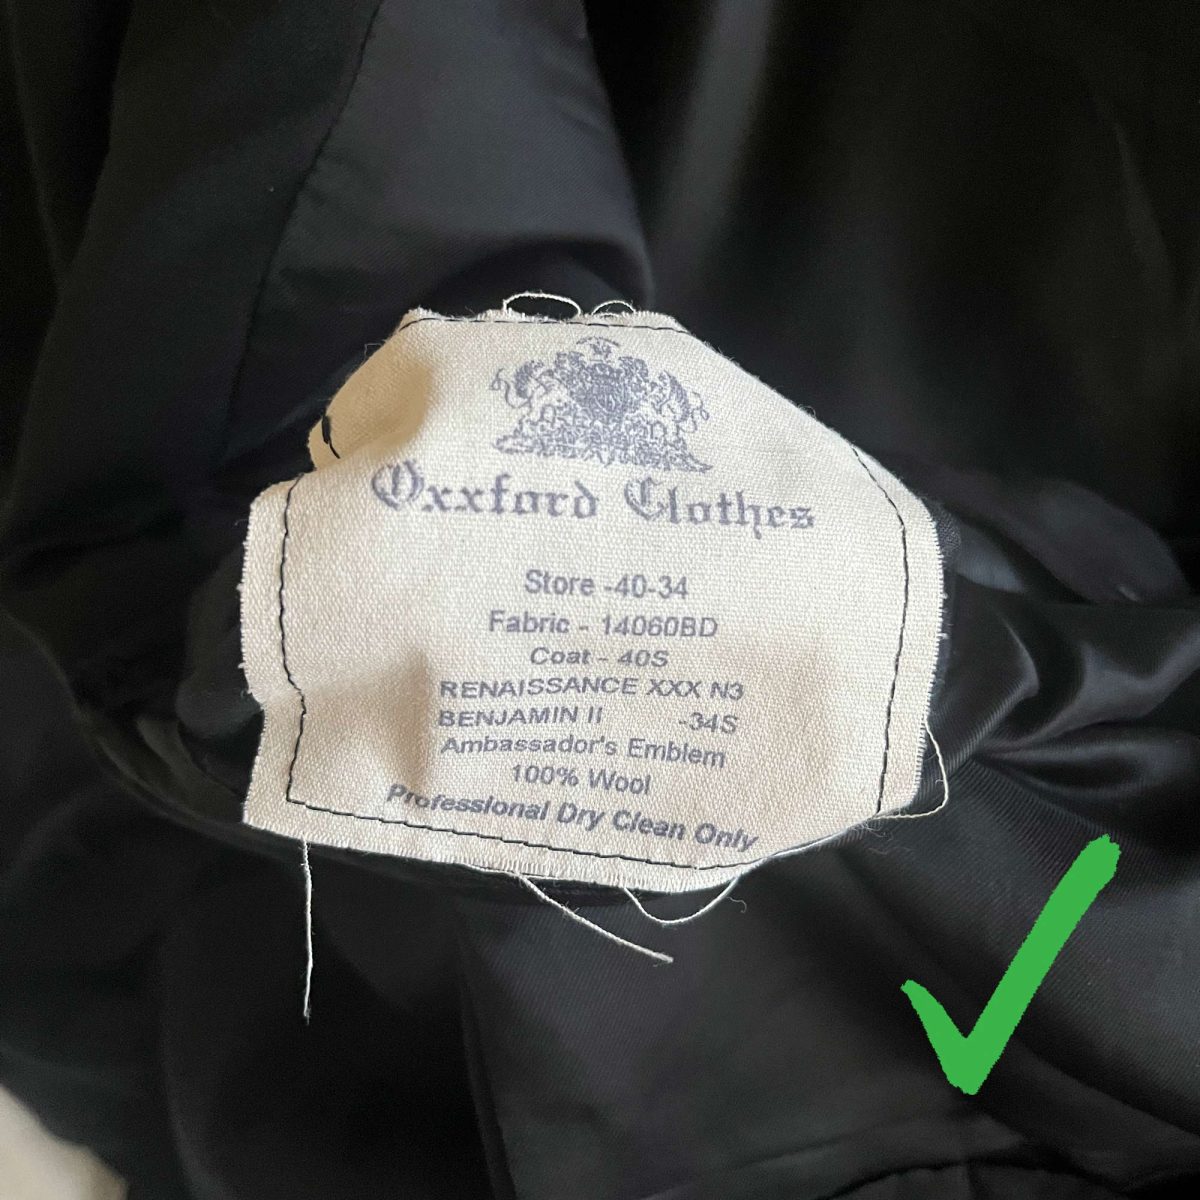 Oxxford Clothes
Store -40-34
Fabric - 14060BD
Coat - 40S
RENAISSANCE XXX N3
BENJAMIN II -34S
Ambassador's Emblem
100% Wool
Professional Dry Clean Only